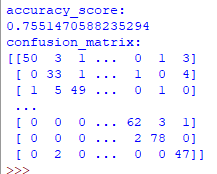 accuracy_score:
0.7551470588235294
confusion_matrix:
[[50  3  1 ...  0  1  3]
 [ 0 33  1 ...  1  0  4]
 [ 1  5 49 ...  0  1  0]
 ...
 [ 0  0  0 ... 62  3  1]
 [ 0  0  0 ...  2 78  0]
 [ 0  2  0 ...  0  0 47]]
>>>